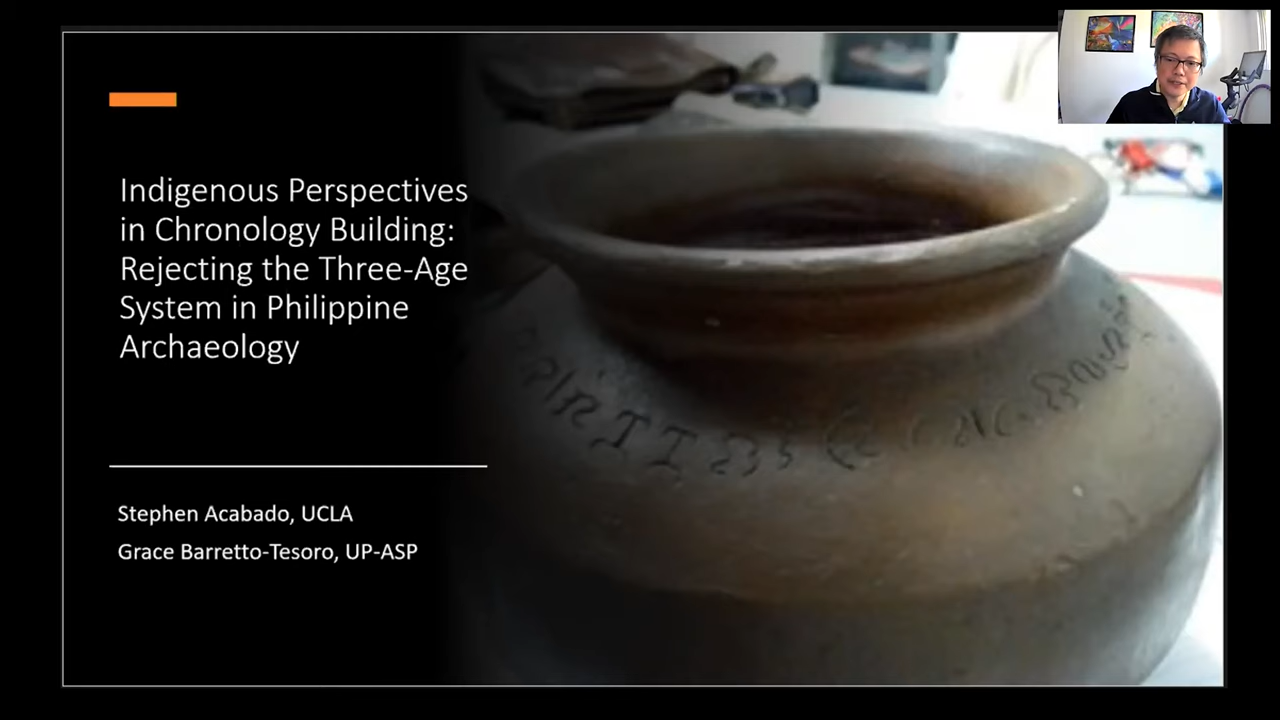 Indigenous Perspectives
in Chronology Building:
Rejecting the Three-Age
System in Philippine
Archaeology
Stephen Acabado, UCLA
Grace Barretto-Tesoro, UP-ASP